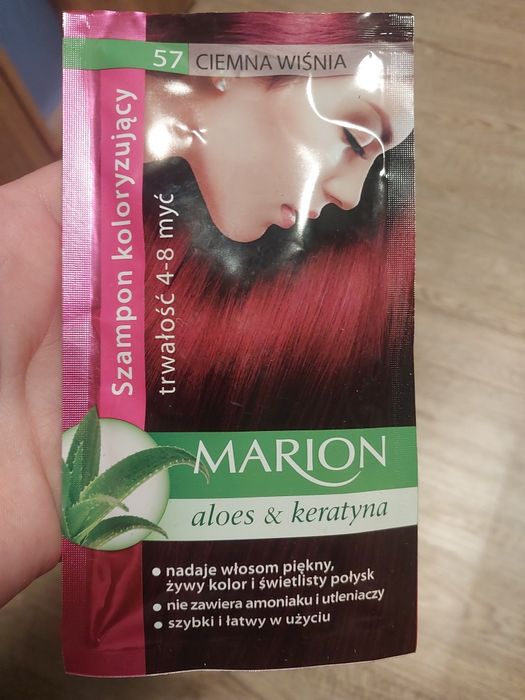 57 CIEMNA WIŚNIA
Szampon koloryzujący
trwałość 4-8 myć
MARION
aloes & keratyna
• nadaje włosom piękny,
żywy kolor i świetlisty połysk
• nie zawiera amoniaku i utleniaczy
• szybki i łatwy w użyciu